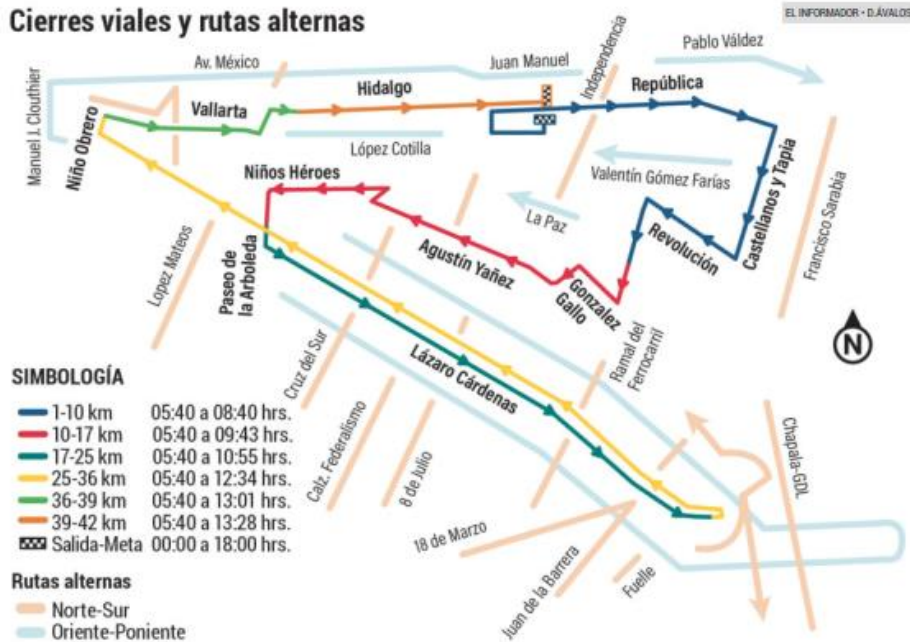 Cierres viales y rutas alternas
EL INFORMADOR • D.ÁVALOS
Pablo Váldez
Av. México
Juan Manuel
Independencia
Hidalgo
República
Vallarta
Manuel J. Clouthier
Niño Obrero
López Cotilla
Niños Héroes
Valentín Gómez Farías
Castellanos y Tapia
Francisco Sarabia
La Paz
Revolución
Agustín Yañez
Gonzalez
Gallo
Lopez Mateos
Paseo de
la Arboleda
Ramal del
Ferrocarril
N
Cruz del Sur
Lázaro Cárdenas
Calz. Federalismo
8 de Julio
Chapala-GDL
18 de Marzo
Juan de la Barrera
Fuelle
SIMBOLOGÍA
1-10 km 05:40 a 08:40 hrs.
10-17 km 05:40 a 09:43 hrs.
17-25 km 05:40 a 10:55 hrs.
25-36 km 05:40 a 12:34 hrs.
36-39 km 05:40 a 13:01 hrs.
39-42 km 05:40 a 13:28 hrs.
Salida-Meta 00:00 a 18:00 hrs.
Rutas alternas
Norte-Sur
Oriente-Poniente